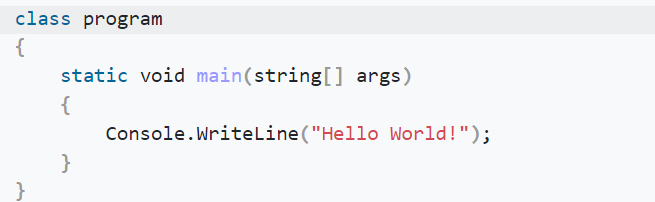 class program
{
    static void main(string[] args)
    {
        Console.WriteLine("Hello World!");
    }
}